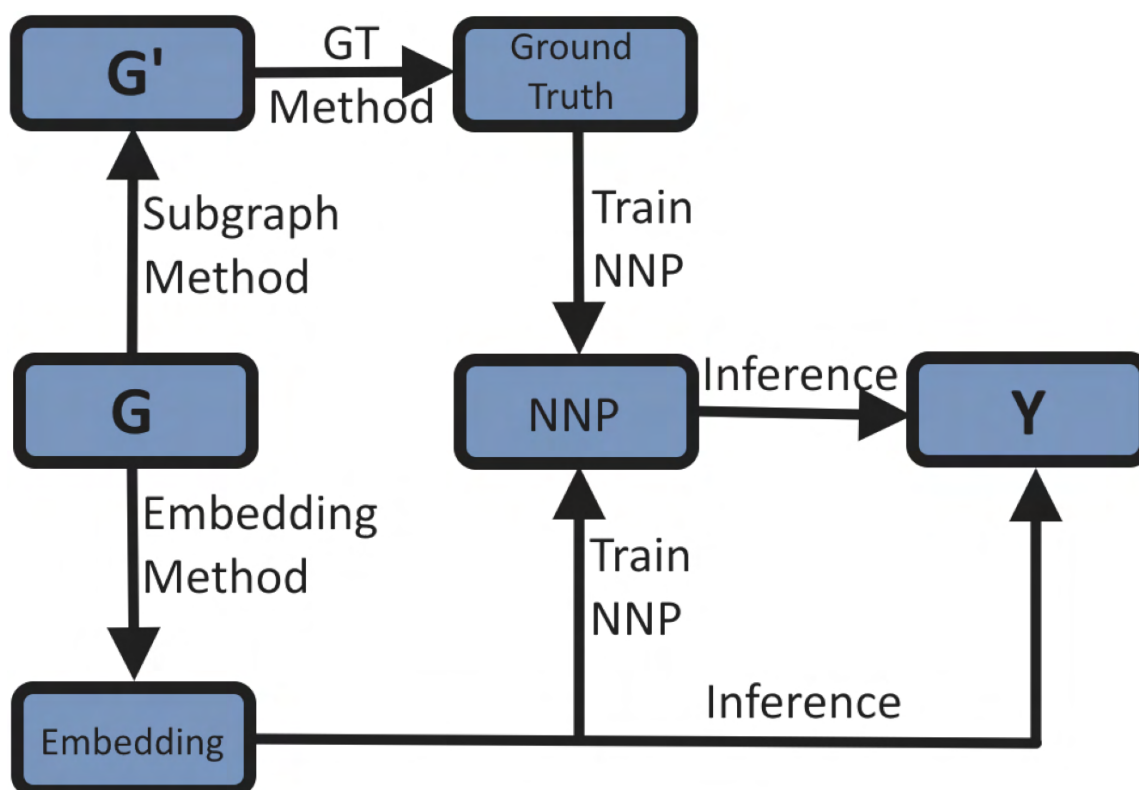 G'
GT
Method
Ground
Truth
Subgraph
Method
Train
NNP
G
NNP
Inference
Y
Embedding
Method
Train
NNP
Embedding
Inference